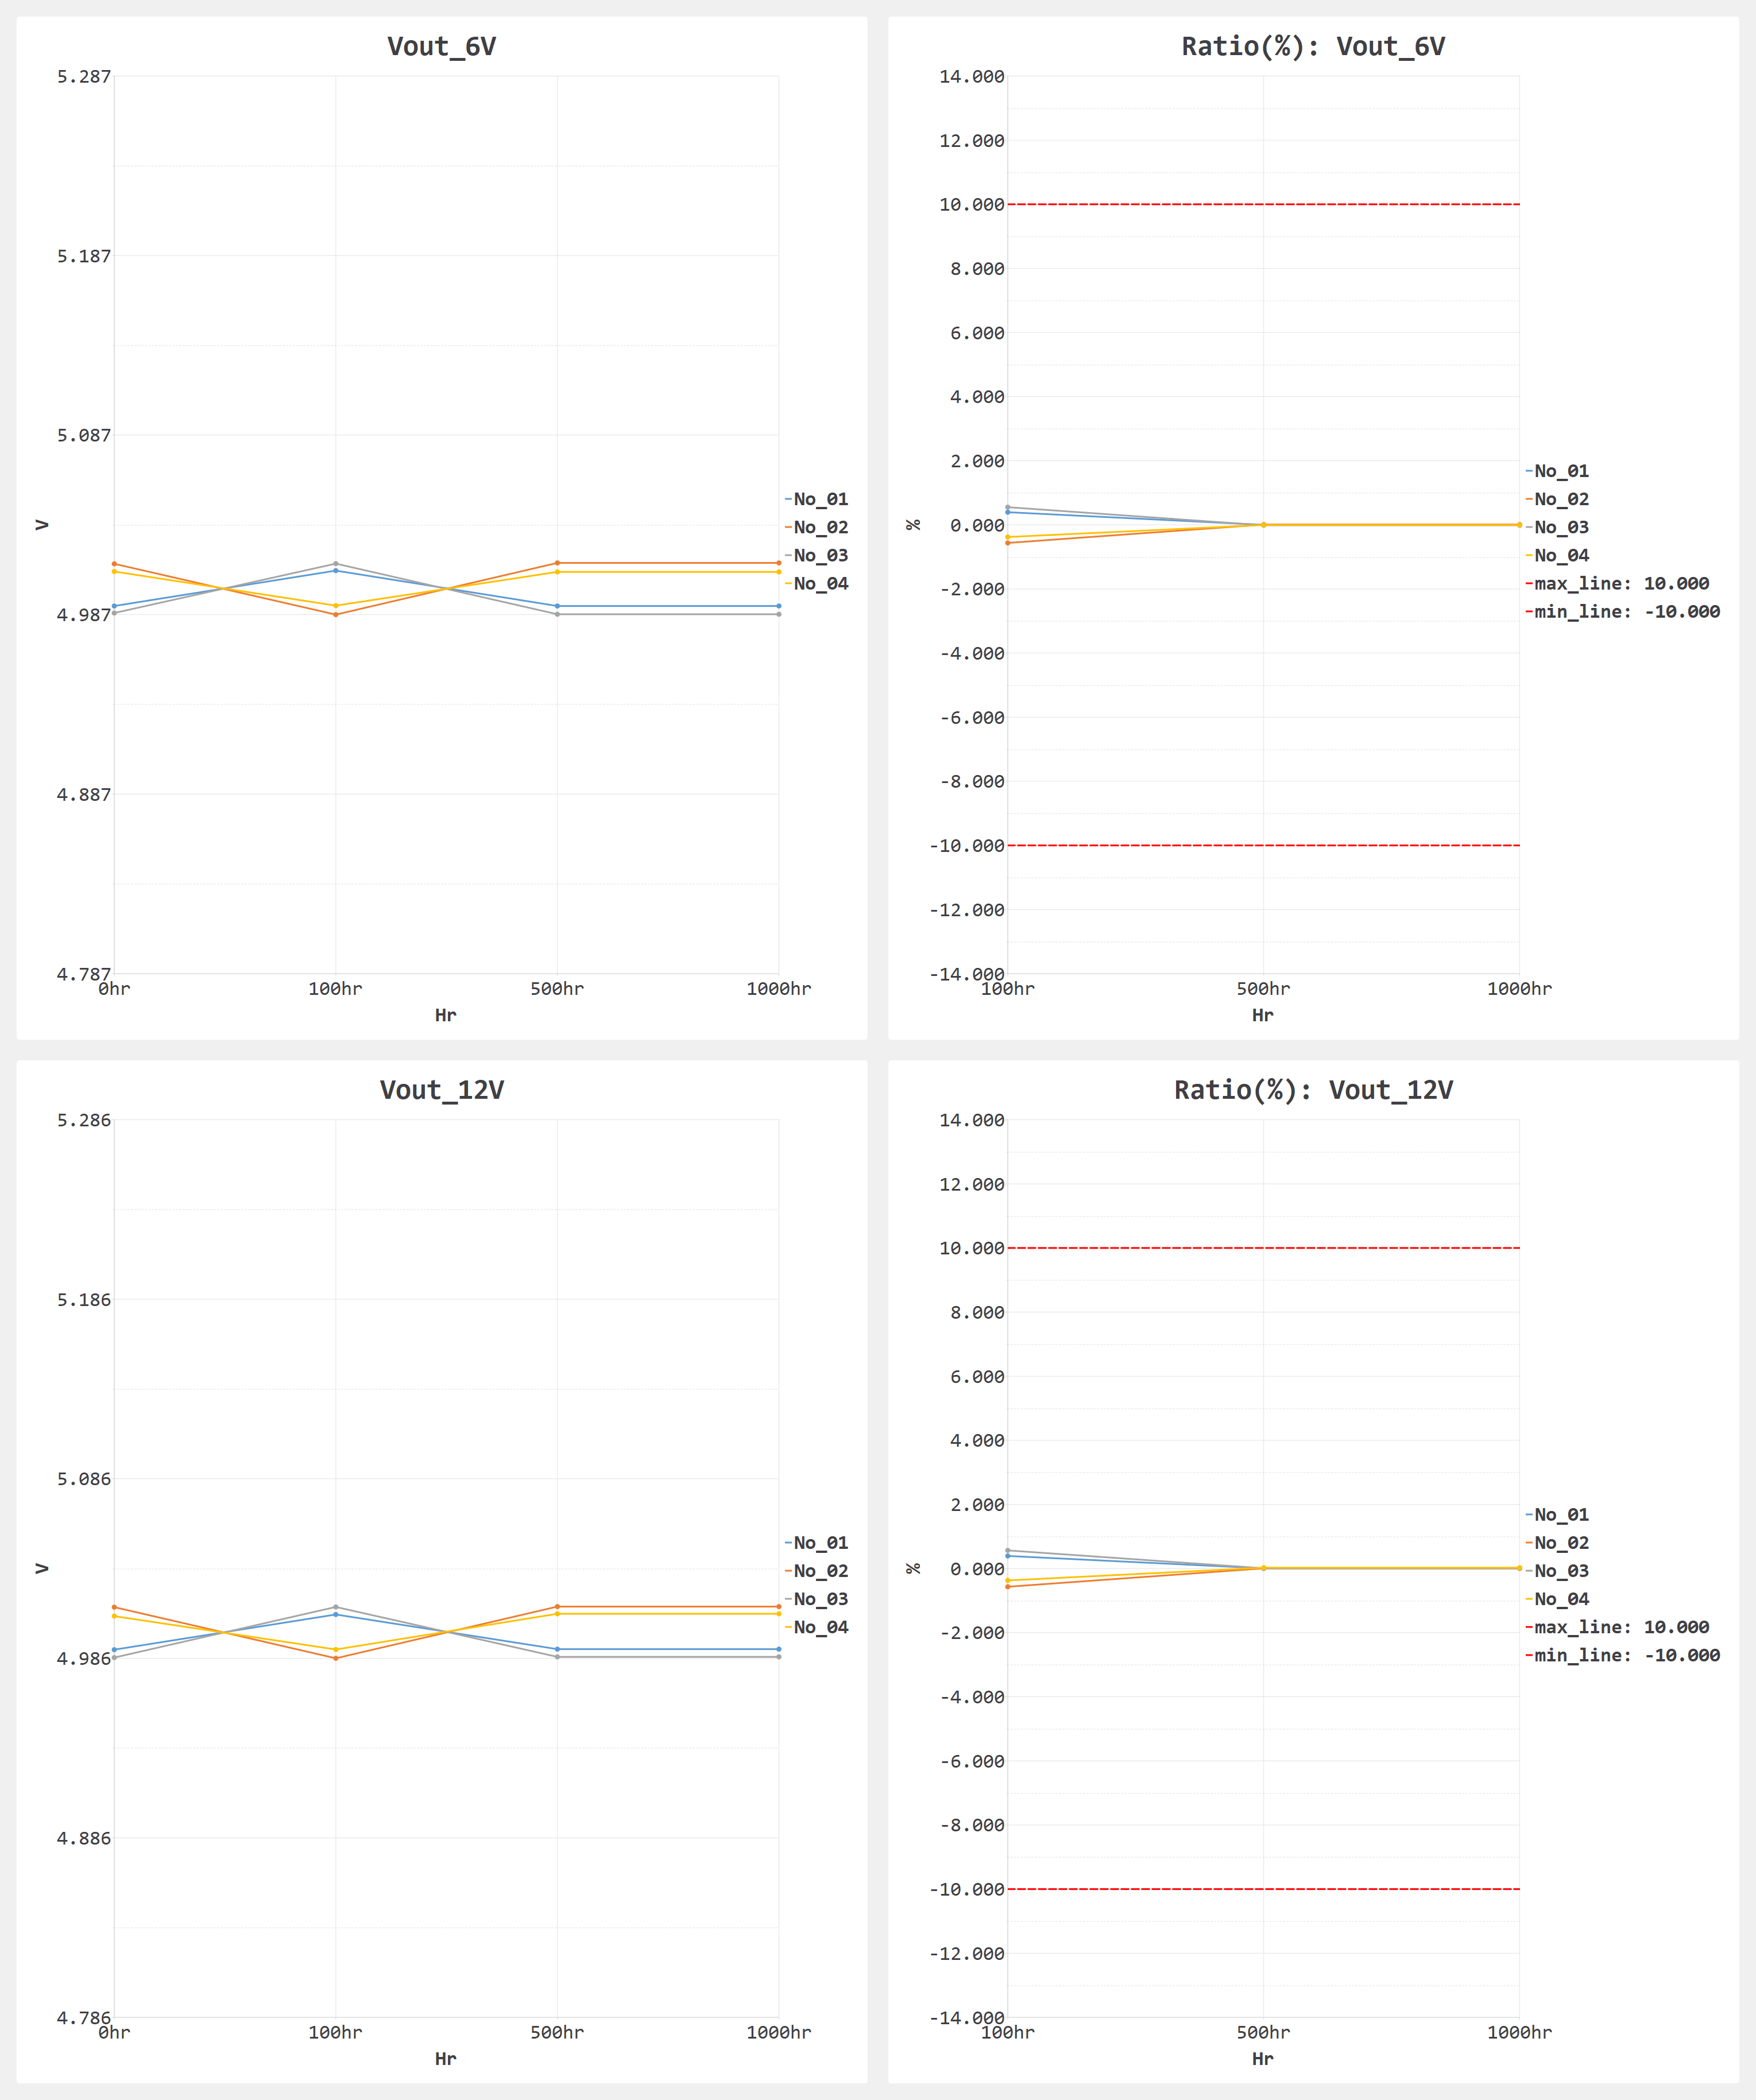 Vout_6V
5.287
5.187
5.087
4.987
4.887
4.787
V
0hr 100hr 500hr 1000hr
Hr
No_01
No_02
No_03
No_04
Ratio(%): Vout_6V
14.000
12.000
10.000
8.000
6.000
4.000
2.000
0.000
-2.000
-4.000
-6.000
-8.000
-10.000
-12.000
-14.000
%
100hr 500hr 1000hr
Hr
No_01
No_02
No_03
No_04
max_line: 10.000
min_line: -10.000
Vout_12V
5.286
5.186
5.086
4.986
4.886
4.786
V
0hr 100hr 500hr 1000hr
Hr
No_01
No_02
No_03
No_04
Ratio(%): Vout_12V
14.000
12.000
10.000
8.000
6.000
4.000
2.000
0.000
-2.000
-4.000
-6.000
-8.000
-10.000
-12.000
-14.000
%
100hr 500hr 1000hr
Hr
No_01
No_02
No_03
No_04
max_line: 10.000
min_line: -10.000